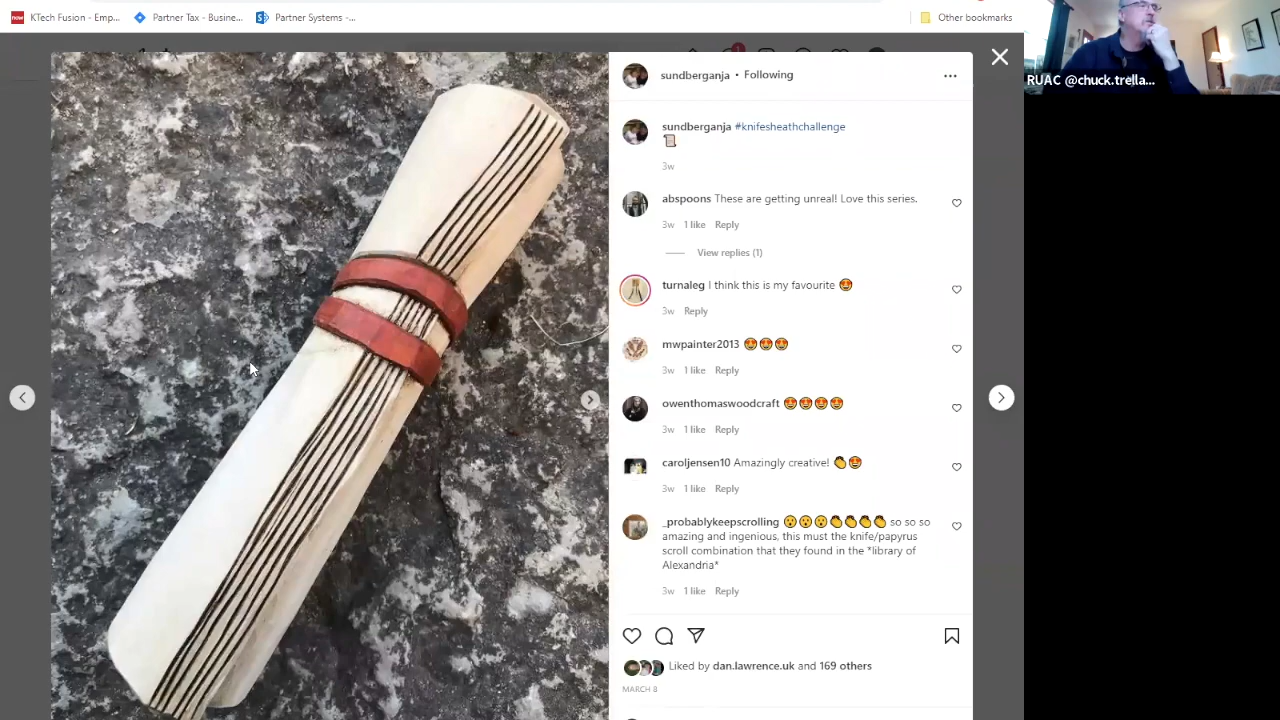 KTech Fusion - Emp...
Partner Tax - Busine...
Partner Systems -...
Other bookmarks
RUAC @chuck.trella...
sundberganja • Following
sundberganja #knifesheathchallenge
3w
abspoons These are getting unreal! Love this series.
3w 1 like Reply
View replies (1)
turnaleg I think this is my favourite 😍
3w Reply
mwpainter2013 😍😍😍
3w 1 like Reply
owenthomaswoodcraft 😍😍😍😍
3w 1 like Reply
caroljensen10 Amazingly creative! 👏😍
3w 1 like Reply
_probablykeepscrolling 😮😮😮👏👏👏👏 so so so
amazing and ingenious, this must the knife/papyrus
scroll combination that they found in the *library of
Alexandria*
3w 1 like Reply
Liked by dan.lawrence.uk and 169 others
MARCH 8